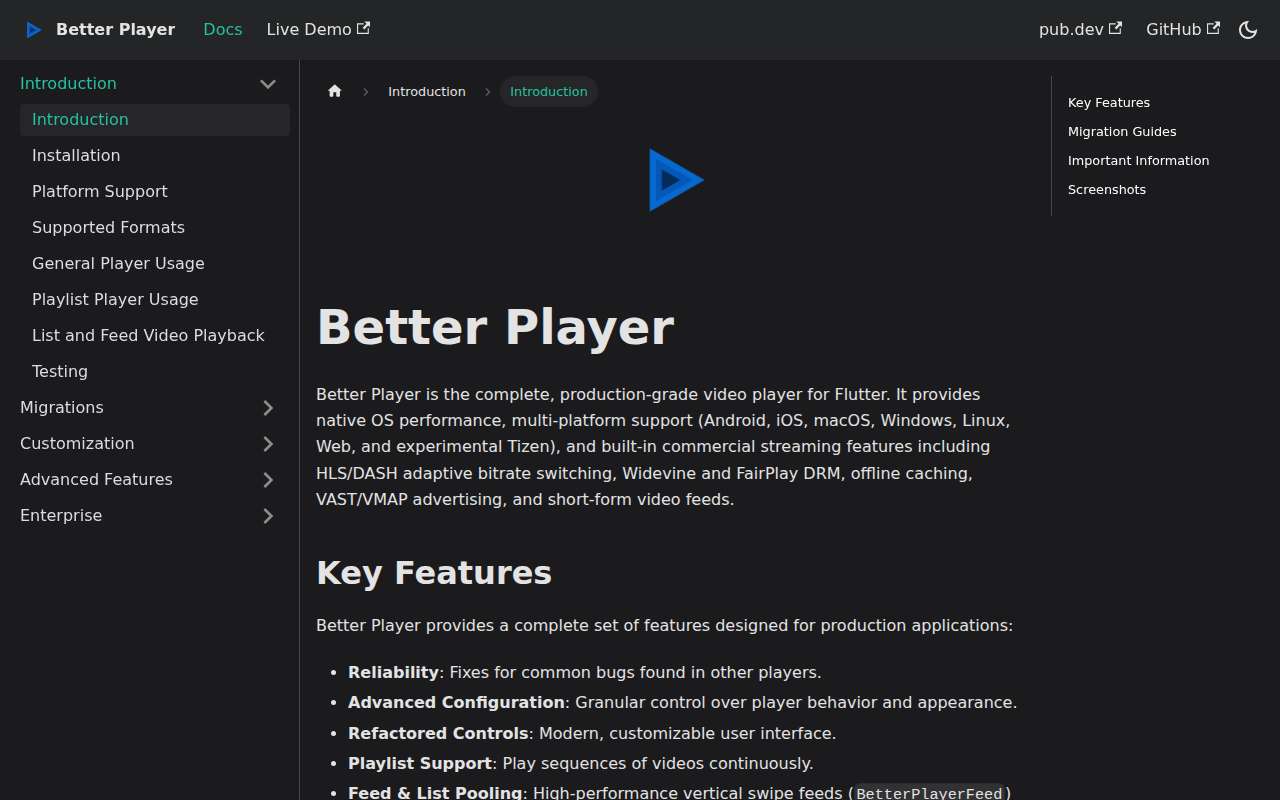 Better Player
Docs
Live Demo
pub.dev
GitHub
Introduction
Introduction
Installation
Platform Support
Supported Formats
General Player Usage
Playlist Player Usage
List and Feed Video Playback
Testing
Migrations
Customization
Advanced Features
Enterprise
Introduction
Introduction
Better Player
Better Player is the complete, production-grade video player for Flutter. It provides
native OS performance, multi-platform support (Android, iOS, macOS, Windows, Linux,
Web, and experimental Tizen), and built-in commercial streaming features including
HLS/DASH adaptive bitrate switching, Widevine and FairPlay DRM, offline caching,
VAST/VMAP advertising, and short-form video feeds.
Key Features
Better Player provides a complete set of features designed for production applications:
• Reliability: Fixes for common bugs found in other players.
• Advanced Configuration: Granular control over player behavior and appearance.
• Refactored Controls: Modern, customizable user interface.
• Playlist Support: Play sequences of videos continuously.
• Feed & List Pooling: High-performance vertical swipe feeds (BetterPlayerFeed)
Key Features
Migration Guides
Important Information
Screenshots